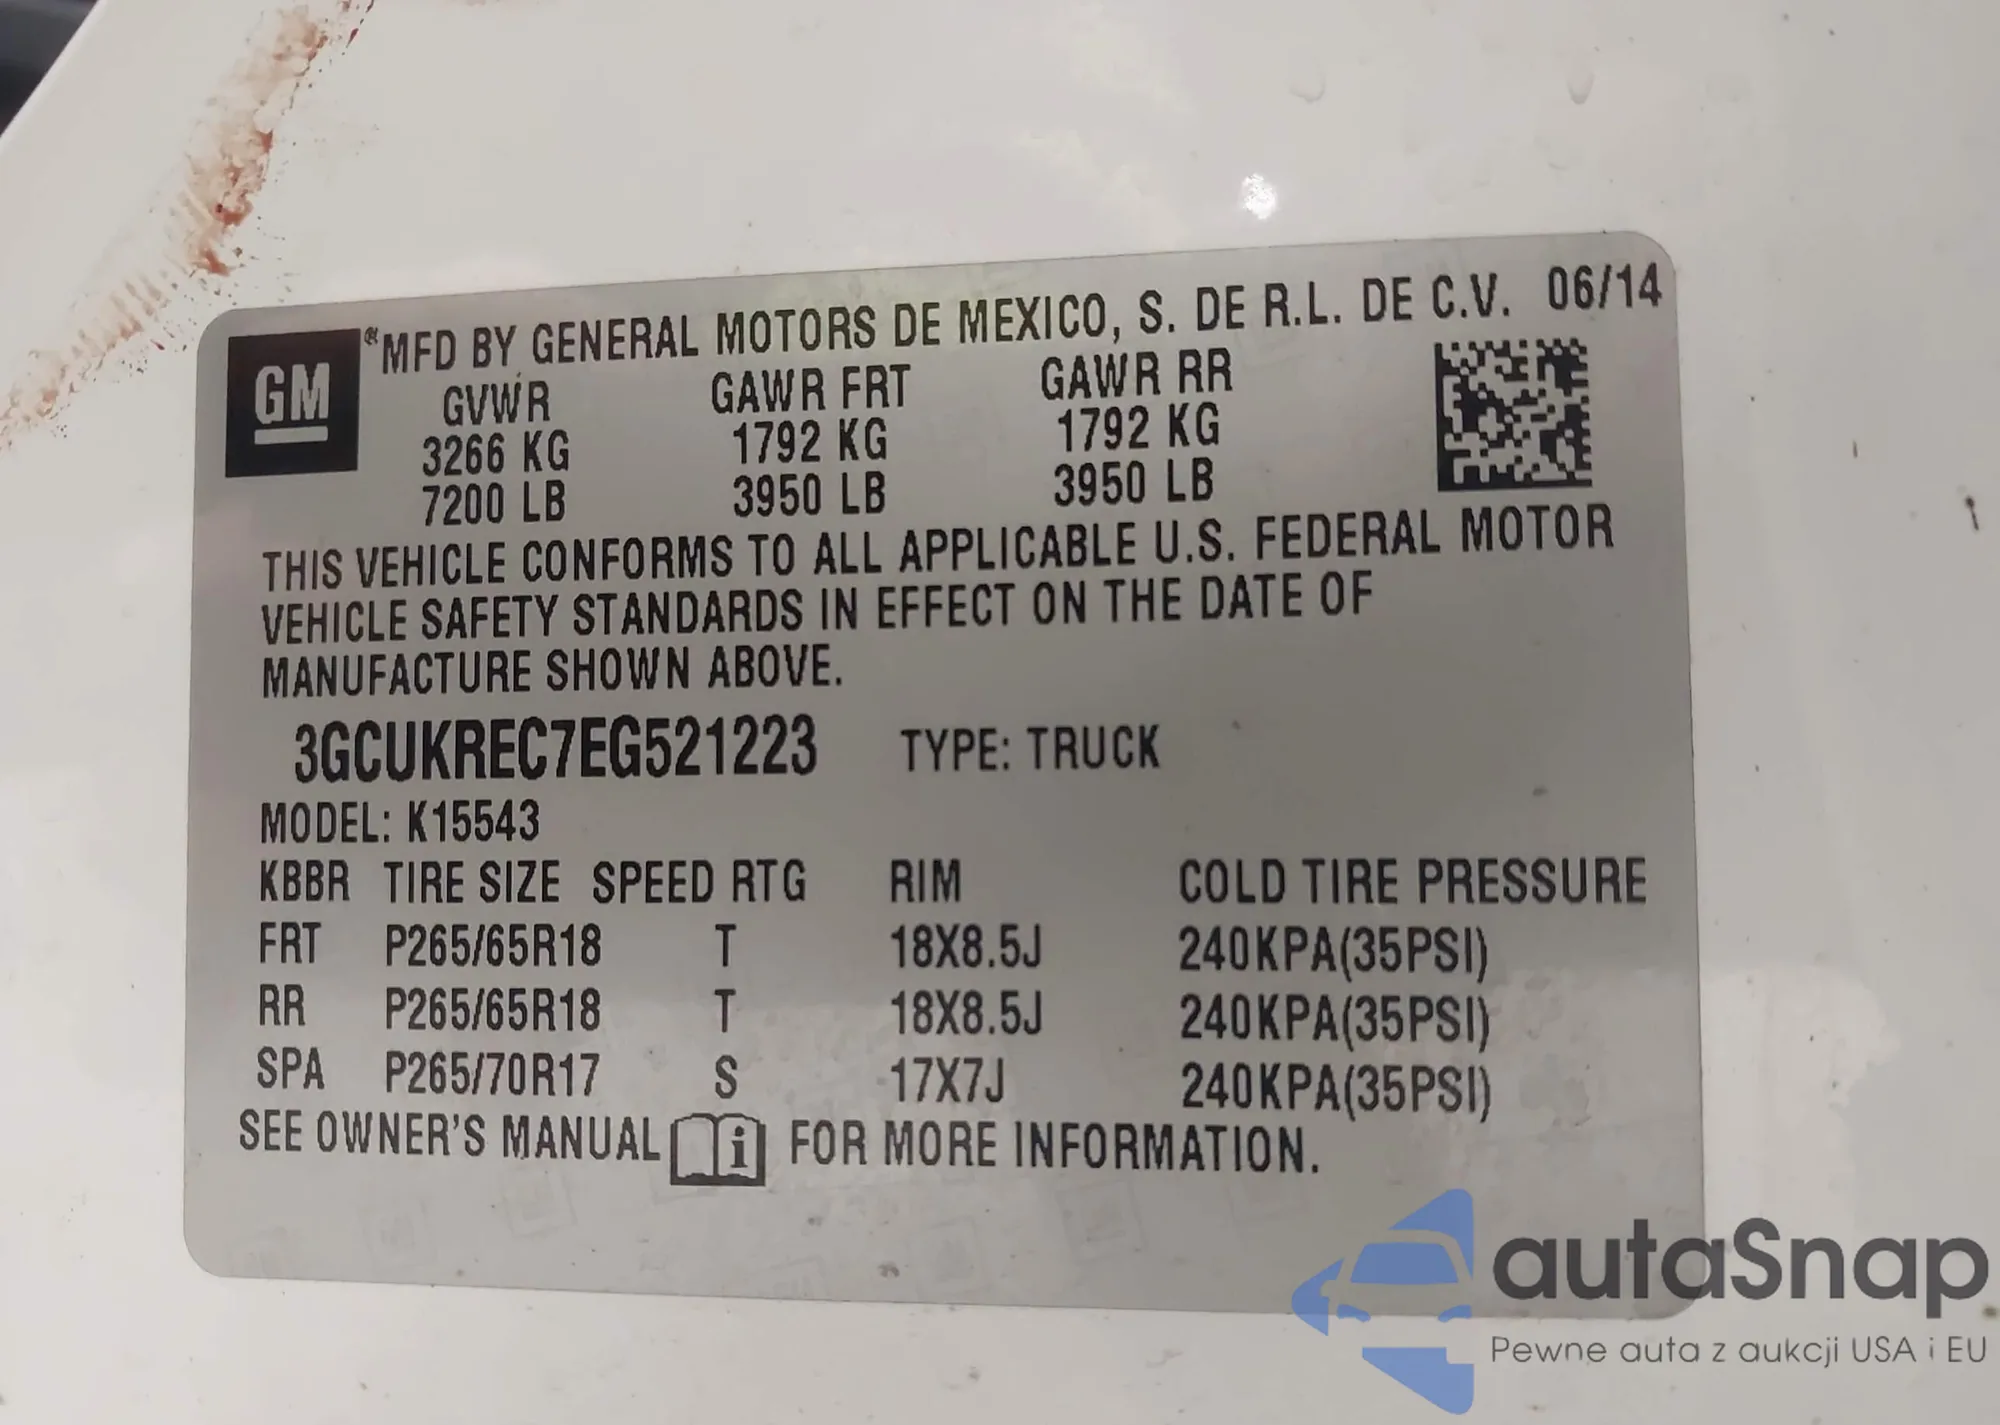 GM
®MFD BY GENERAL MOTORS DE MEXICO, S. DE R.L. DE C.V. 06/14
GVWR GAWR FRT GAWR RR
3266 KG 1792 KG 1792 KG
7200 LB 3950 LB 3950 LB
THIS VEHICLE CONFORMS TO ALL APPLICABLE U.S. FEDERAL MOTOR
VEHICLE SAFETY STANDARDS IN EFFECT ON THE DATE OF
MANUFACTURE SHOWN ABOVE.
3GCUKREC7EG521223 TYPE: TRUCK
MODEL: K15543
KBBR TIRE SIZE SPEED RTG RIM COLD TIRE PRESSURE
FRT P265/65R18 T 18X8.5J 240KPA(35PSI)
RR P265/65R18 T 18X8.5J 240KPA(35PSI)
SPA P265/70R17 S 17X7J 240KPA(35PSI)
SEE OWNER'S MANUAL i FOR MORE INFORMATION.
autaSnap
Pewne auta z aukcji USA i EU